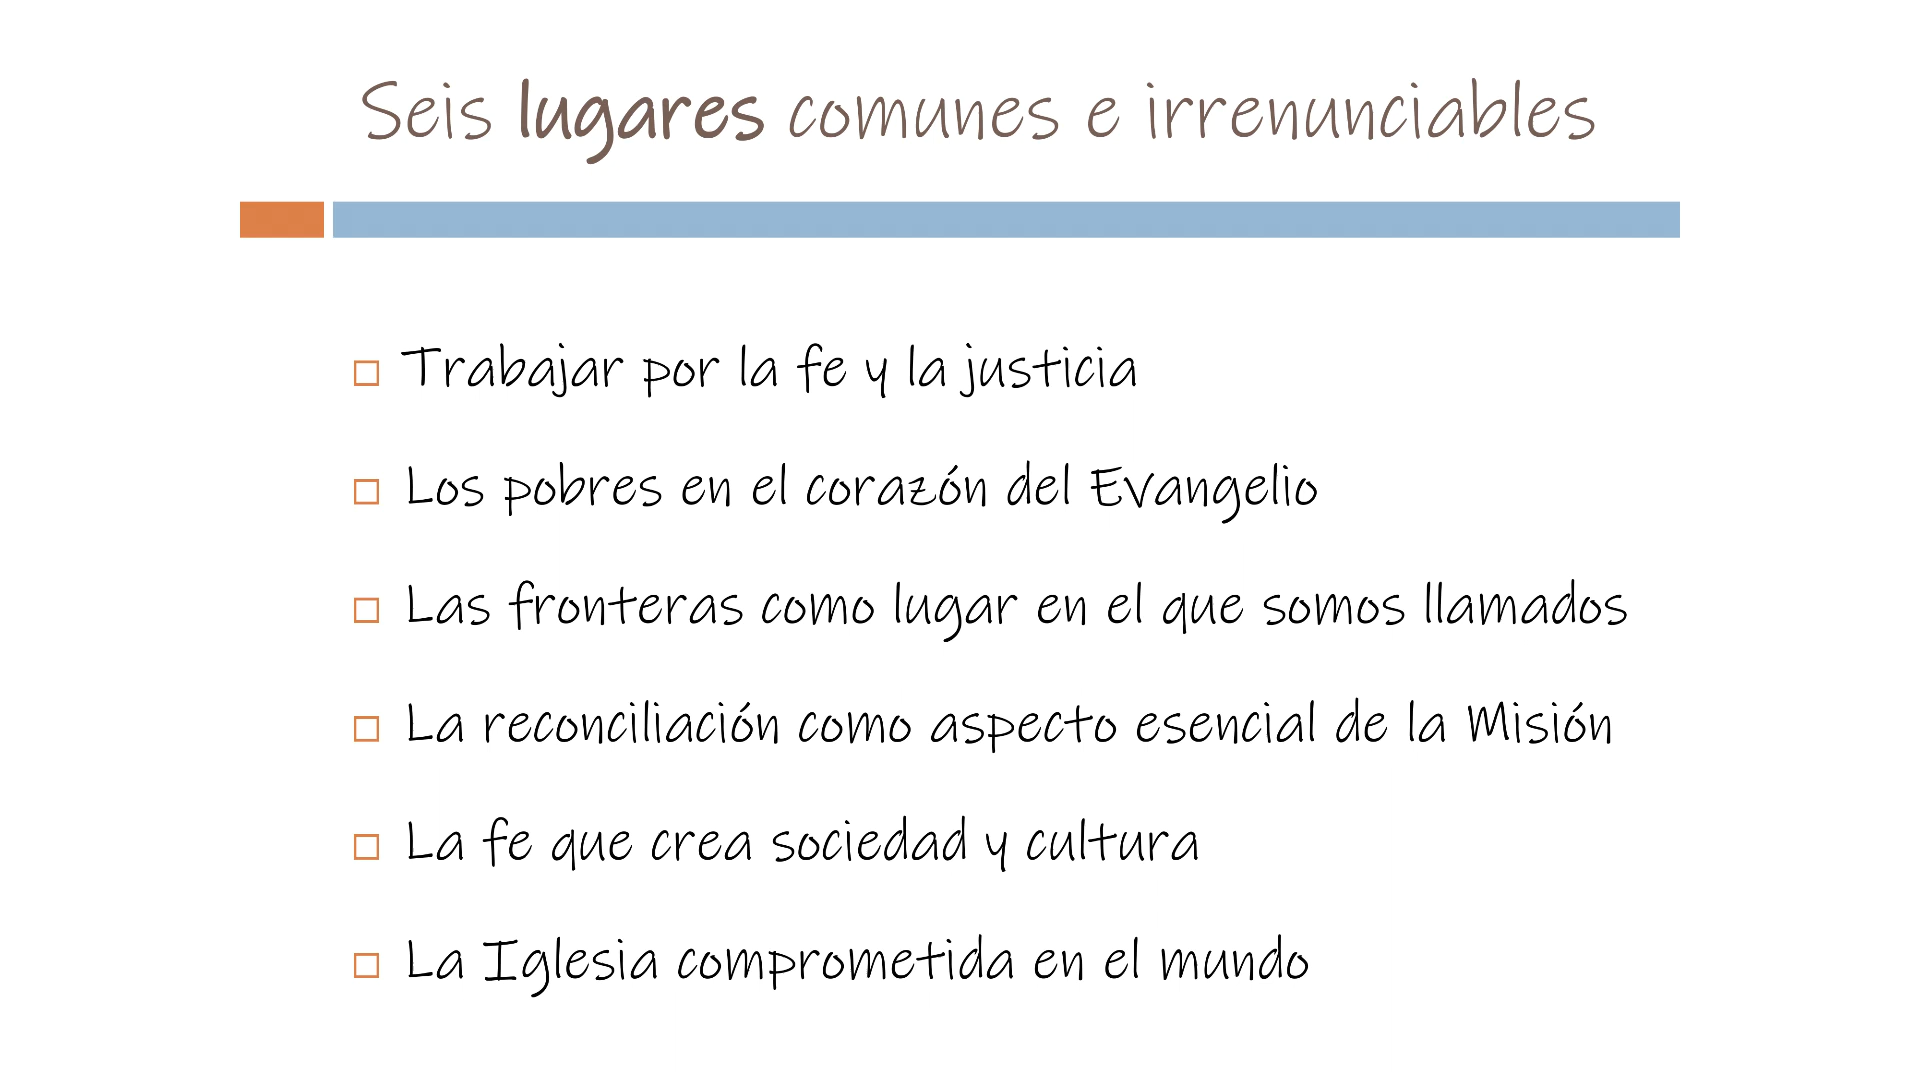 Seis lugares comunes e irrenunciables
Trabajar por la fe y la justicia
Los pobres en el corazón del Evangelio
Las fronteras como lugar en el que somos llamados
La reconciliación como aspecto esencial de la Misión
La fe que crea sociedad y cultura
La Iglesia comprometida en el mundo